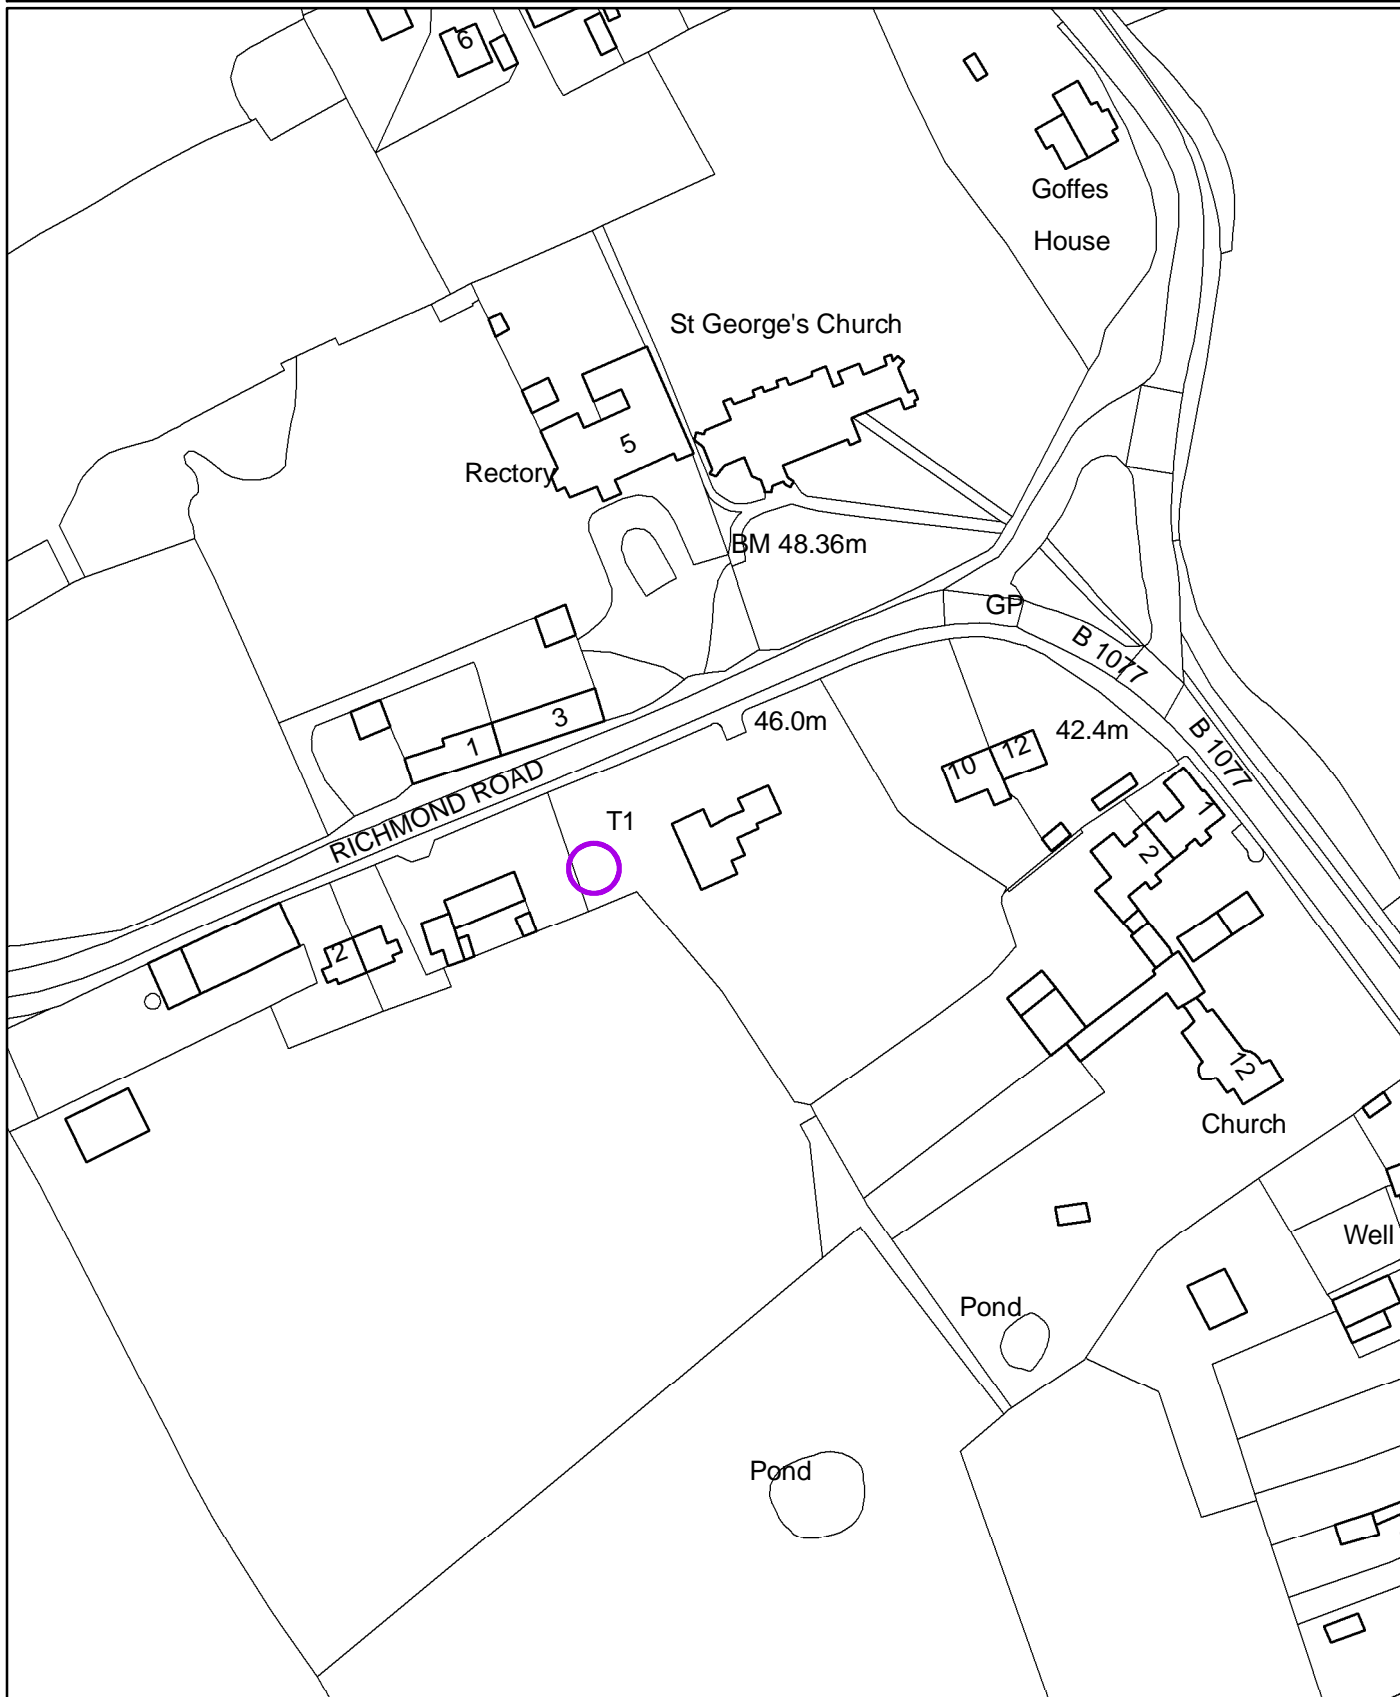 6
Goffes
House
St George's Church
5
Rectory
BM 48.36m
GP
B 1077
B 1077
3
1
46.0m
42.4m
12
10
RICHMOND ROAD
T1
1
2
2
12
Church
Well
Pond
Pond